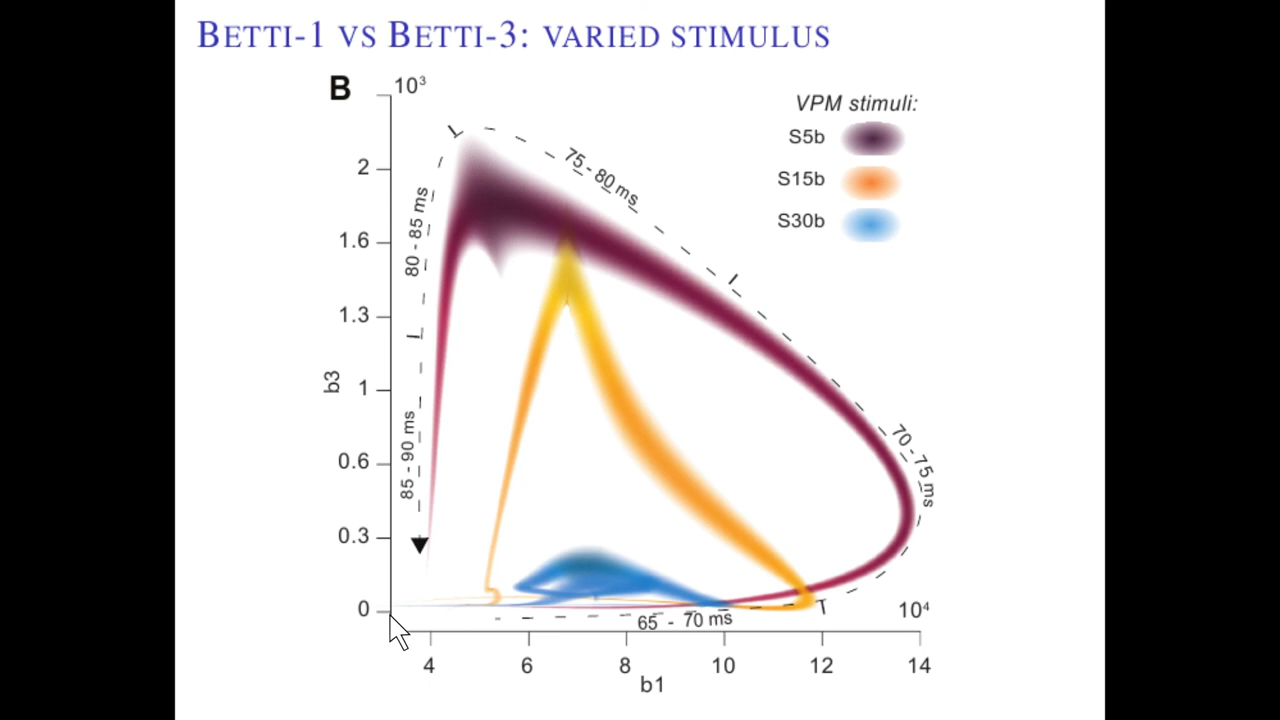 BETTI-1 VS BETTI-3: VARIED STIMULUS
B
10³
VPM stimuli:
S5b
S15b
S30b
75 - 80 ms
80 - 85 ms
70 - 75 ms
85 - 90 ms
65 - 70 ms
b3
2
1.6
1.3
1
0.6
0.3
0
10⁴
4 6 8 10 12 14
b1